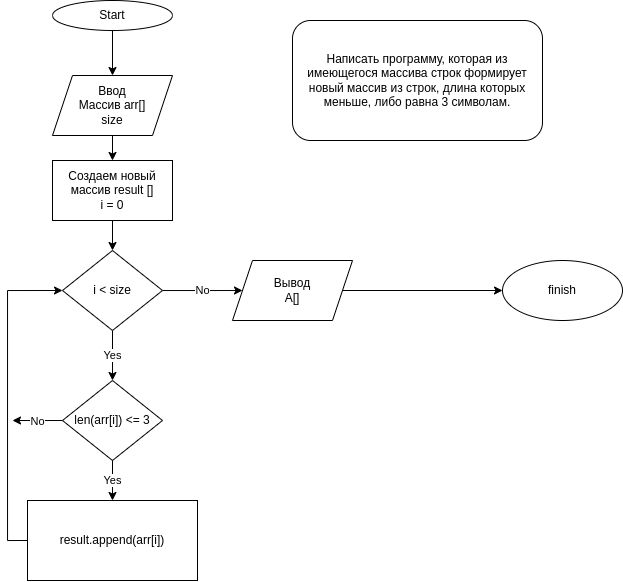 Start
Написать программу, которая из
имеющегося массива строк формирует
новый массив из строк, длина которых
меньше, либо равна 3 символам.
Ввод
Массив arr[]
size
Создаем новый
массив result []
i = 0
i < size
No
Вывод
A[]
finish
Yes
len(arr[i]) <= 3
No
Yes
result.append(arr[i])